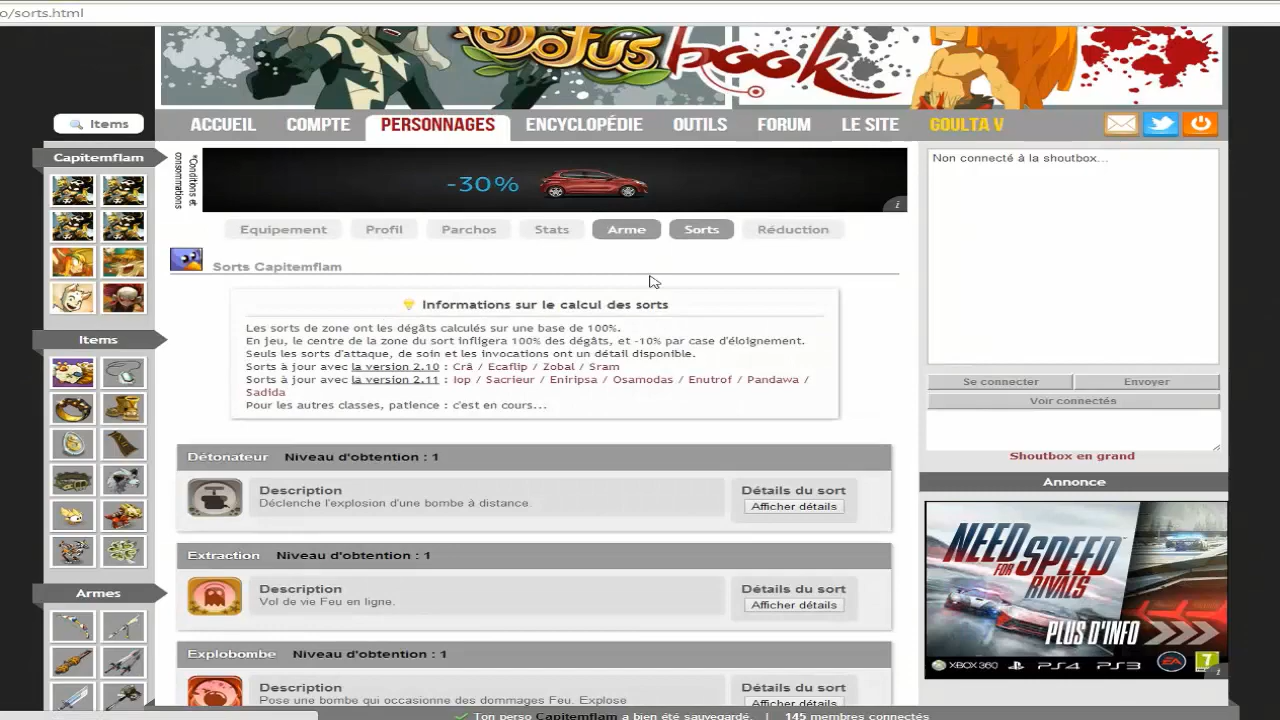 o/sorts.html
Dofus book
Items
ACCUEIL COMPTE PERSONNAGES ENCYCLOPÉDIE OUTILS FORUM LE SITE GOULTA V
Capitemflam
*Conditions et
consommations
-30%
Non connecté à la shoutbox...
Equipement Profil Parchos Stats Arme Sorts Réduction
Sorts Capitemflam
Informations sur le calcul des sorts
Les sorts de zone ont les dégâts calculés sur une base de 100%.
En jeu, le centre de la zone du sort infligera 100% des dégâts, et -10% par case d'éloignement.
Seuls les sorts d'attaque, de soin et les invocations ont un détail disponible.
Sorts à jour avec la version 2.10 : Crâ / Ecaflip / Zobal / Sram
Sorts à jour avec la version 2.11 : Iop / Sacrieur / Eniripsa / Osamodas / Enutrof / Pandawa /
Sadida
Pour les autres classes, patience : c'est en cours...
Items
Se connecter Envoyer
Voir connectés
Shoutbox en grand
Annonce
Détonateur Niveau d'obtention : 1
Description
Déclenche l'explosion d'une bombe à distance
Détails du sort
Afficher détails
Extraction Niveau d'obtention : 1
Description
Vol de vie Feu en ligne.
Détails du sort
Afficher détails
Armes
Explobombe Niveau d'obtention : 1
Description
Pose une bombe qui occasionne des dommages Feu. Explose
Détails du sort
Afficher détails
NEED FOR SPEED
RIVALS
PLUS D'INFO
XBOX 360 PS4 PS3 EA 7
Ton perso Capitemflam a bien été sauvegardé. | 145 membres connectés